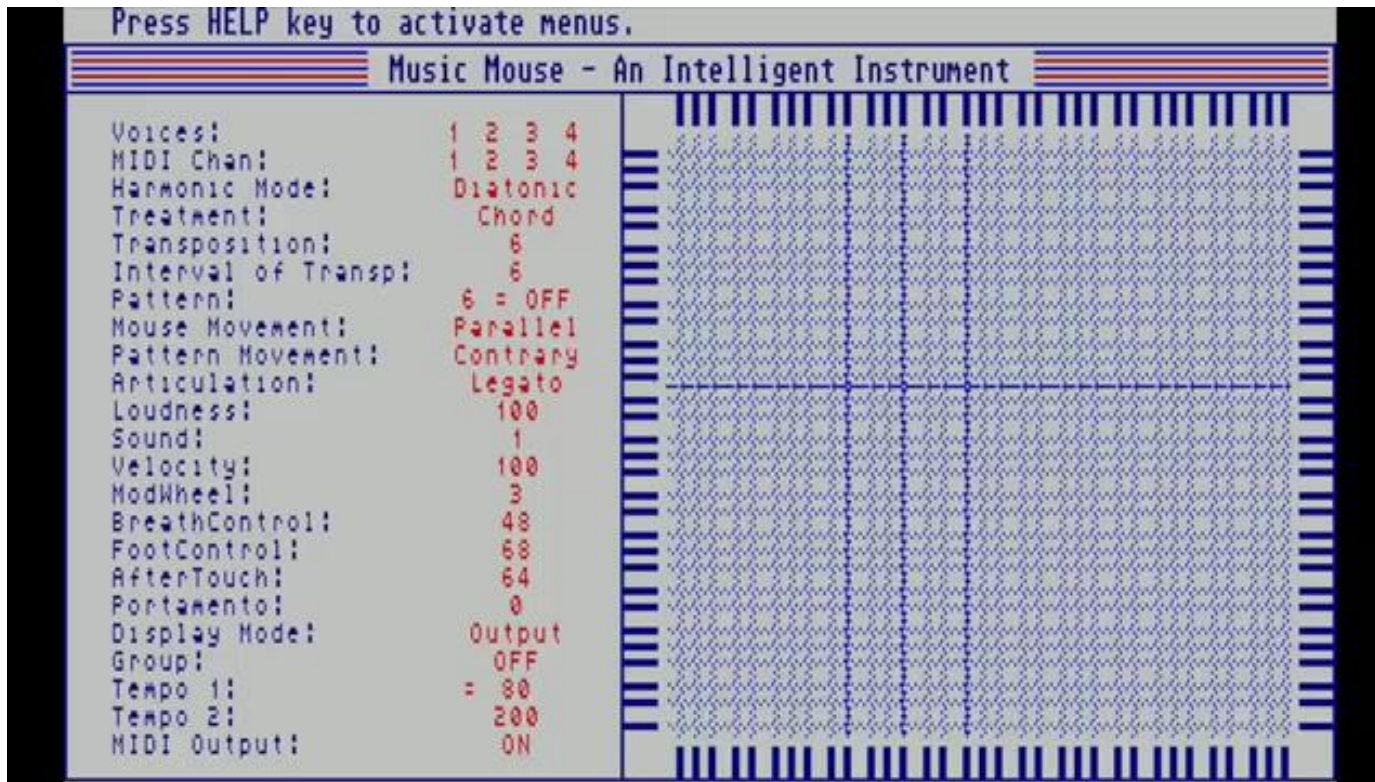 Press HELP key to activate menus.
Music Mouse - An Intelligent Instrument
Voices: 1 2 3 4
MIDI Chan: 1 2 3 4
Harmonic Mode: Diatonic
Treatment: Chord
Transposition: 6
Interval of Transp: 6
Pattern: 6 = OFF
Mouse Movement: Parallel
Pattern Movement: Contrary
Articulation: Legato
Loudness: 100
Sound: 1
Velocity: 100
ModWheel: 3
BreathControl: 48
FootControl: 68
AfterTouch: 64
Portamento: 0
Display Mode: Output
Group: OFF
Tempo 1: = 80
Tempo 2: 200
MIDI Output: ON